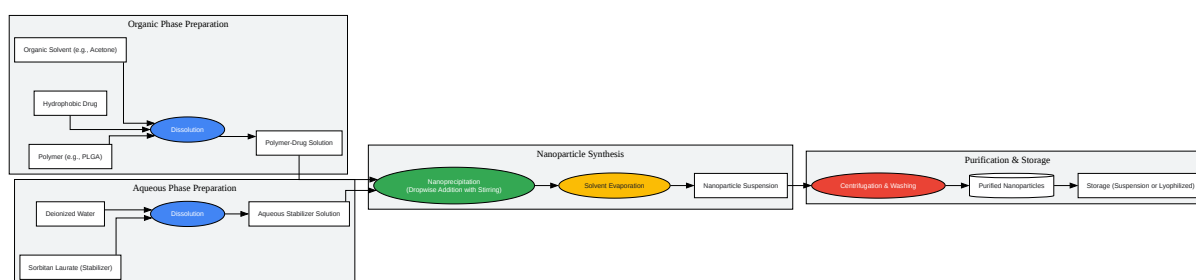 Organic Phase Preparation
Organic Solvent (e.g., Acetone)
Hydrophobic Drug
Dissolution
Polymer (e.g., PLGA)
Polymer-Drug Solution
Aqueous Phase Preparation
Deionized Water
Dissolution
Aqueous Stabilizer Solution
Sorbitan Laurate (Stabilizer)
Nanoparticle Synthesis
Nanoprecipitation
(Dropwise Addition with Stirring)
Solvent Evaporation
Nanoparticle Suspension
Purification & Storage
Centrifugation & Washing
Purified Nanoparticles
Storage (Suspension or Lyophilized)